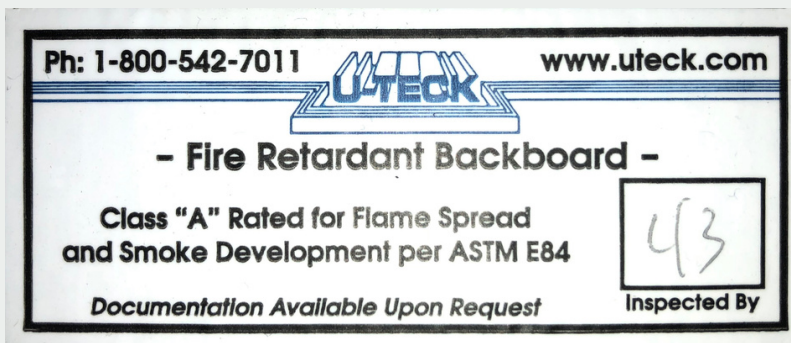 Ph: 1-800-542-7011 www.uteck.com
U-TECK
- Fire Retardant Backboard -
Class “A” Rated for Flame Spread
and Smoke Development per ASTM E84
43
Documentation Available Upon Request
Inspected By